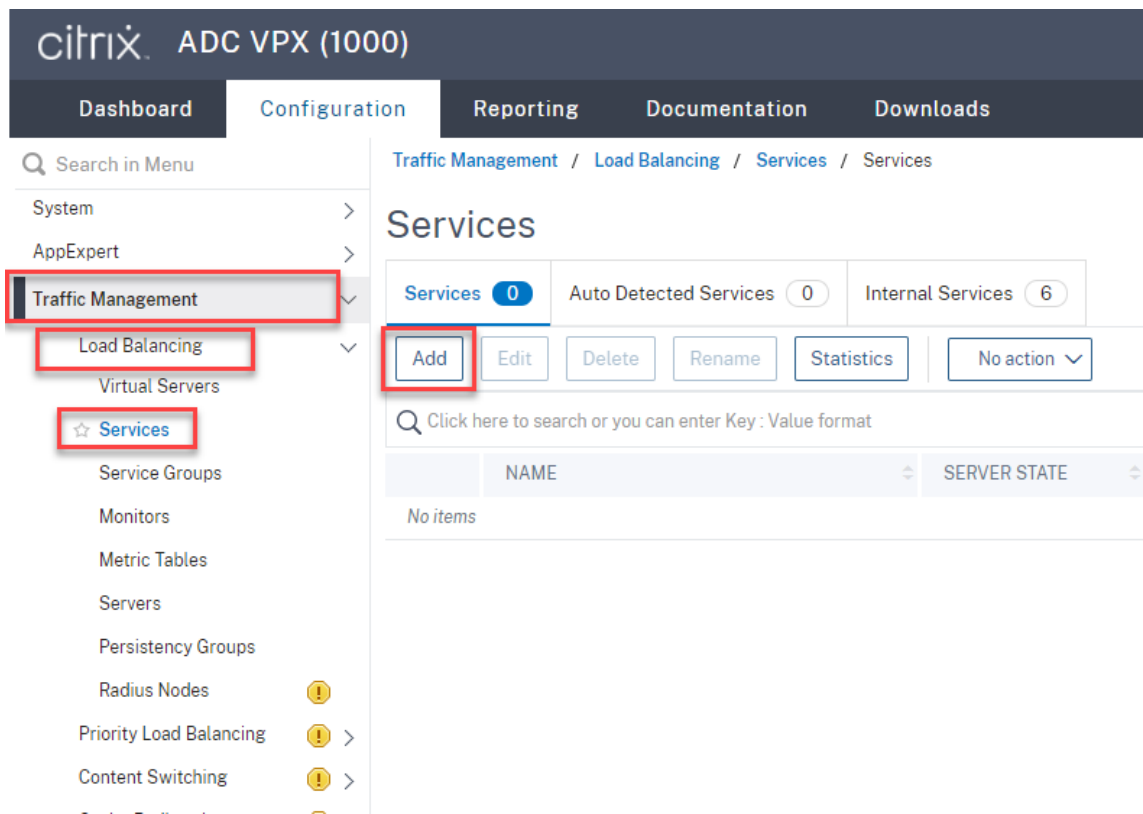 citrix. ADC VPX (1000)
Dashboard Configuration Reporting Documentation Downloads
Search in Menu
System
AppExpert
Traffic Management
Load Balancing
Virtual Servers
Services
Service Groups
Monitors
Metric Tables
Servers
Persistency Groups
Radius Nodes
Priority Load Balancing
Content Switching
Traffic Management / Load Balancing / Services / Services
Services
Services 0 Auto Detected Services 0 Internal Services 6
Add Edit Delete Rename Statistics No action
Click here to search or you can enter Key : Value format
NAME SERVER STATE
No items